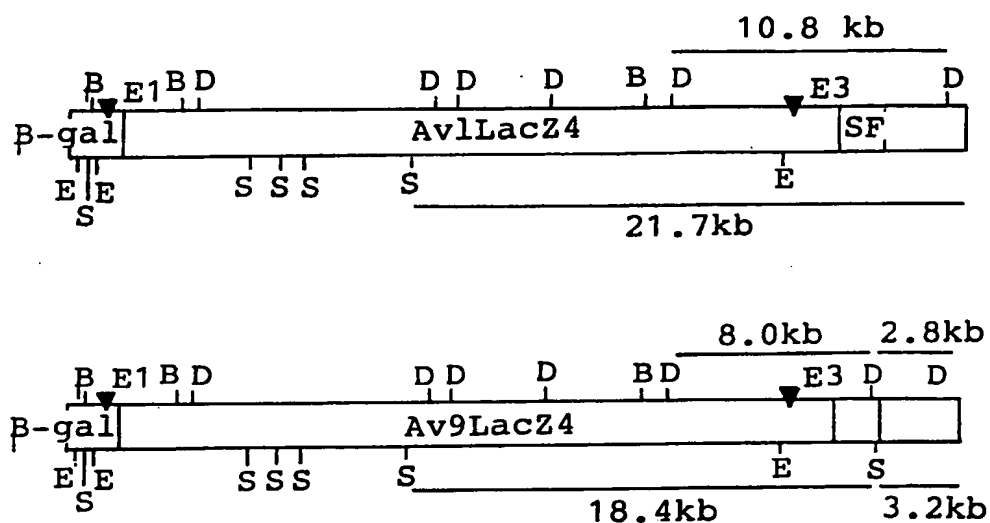 10.8 kb
B E1 B D D D D B D E3 D
B-gal Av1LacZ4 SF
E E S S S S E
S
21.7kb
8.0kb 2.8kb
B E1 B D D D D B D E3 D D
B-gal Av9LacZ4
E E S S S S E S
S
18.4kb 3.2kb